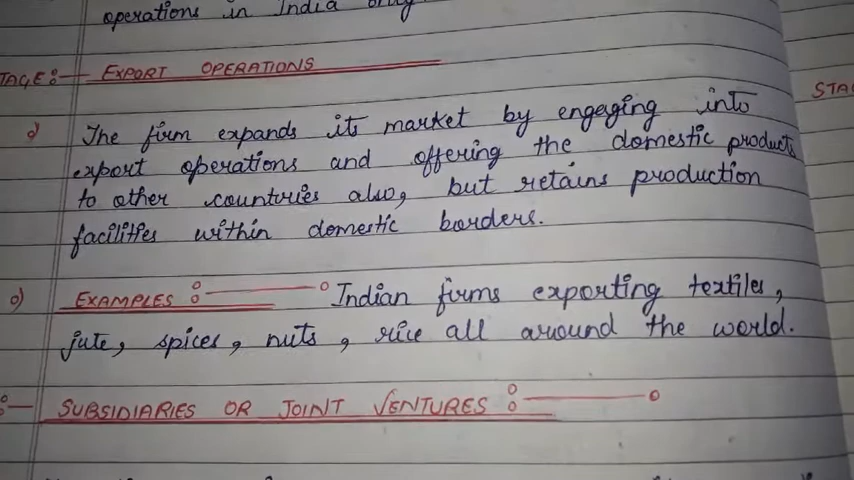 operations in India only
TAGE :— EXPORT OPERATIONS
STA
The firm expands its market by engaging into
export operations and offering the domestic products
to other countries also, but retains production
facilities within domestic borders.
EXAMPLES :— Indian firms exporting textiles,
jute, spices, nuts, rice all around the world.
:— SUBSIDIARIES OR JOINT VENTURES :—